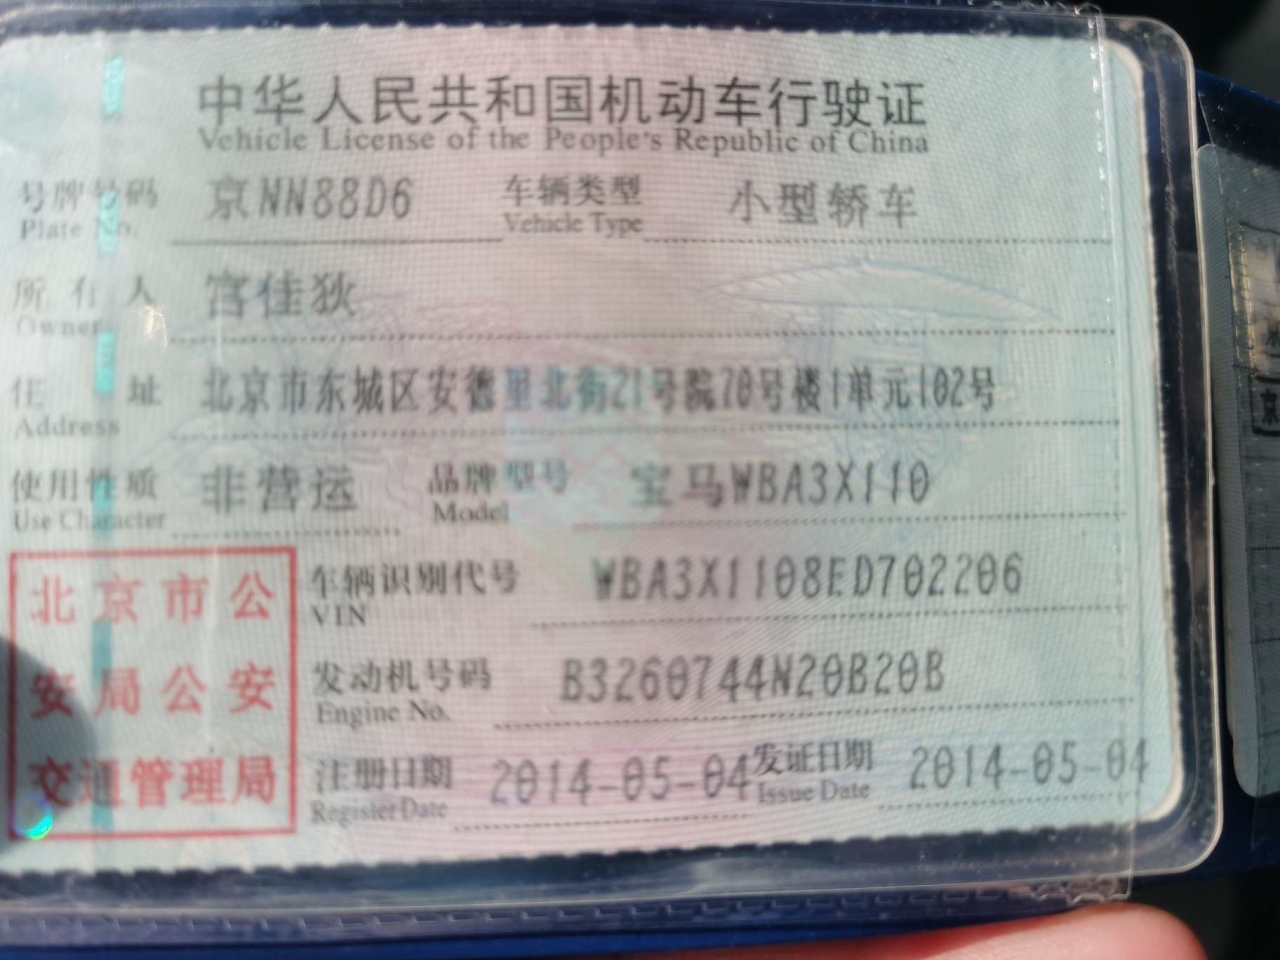 中华人民共和国机动车行驶证
Vehicle License of the People's Republic of China
号牌号码 京NN88D6 车辆类型 小型轿车
Plate No. Vehicle Type
所有人 宫佳狄
Owner
住址 北京市东城区安德里北街21号院70号楼1单元102号
Address
使用性质 非营运 品牌型号 宝马WBA3X110
Use Character Model
车辆识别代号 WBA3X1108ED702206
VIN
发动机号码 B3260744N20B20B
Engine No.
注册日期 2014-05-04 发证日期 2014-05-04
Register Date Issue Date
北京市公
安局公安
交通管理局
京